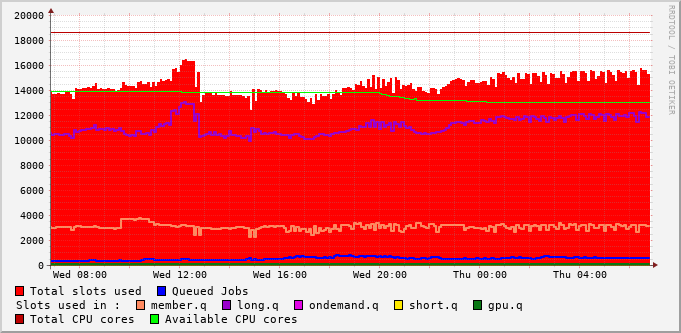 RRDTOOL / TOBI OETIKER
20000
18000
16000
14000
12000
10000
8000
6000
4000
2000
0
Wed 08:00 Wed 12:00 Wed 16:00 Wed 20:00 Thu 00:00 Thu 04:00
Total slots used Queued Jobs
Slots used in : member.q long.q ondemand.q short.q gpu.q
Total CPU cores Available CPU cores